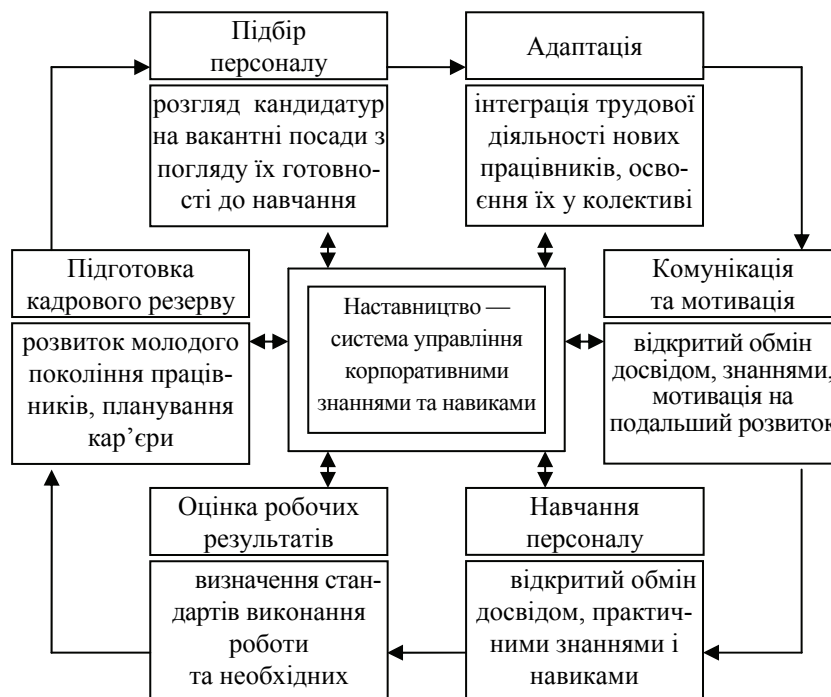 Підбір
персоналу
розгляд кандидатур
на вакантні посади з
погляду їх готовно-
сті до навчання
Адаптація
інтеграція трудової
діяльності нових
працівників, осво-
єння їх у колективі
Підготовка
кадрового резерву
розвиток молодого
покоління праців-
ників, планування
кар’єри
Наставництво —
система управління
корпоративними
знаннями та навиками
Комунікація
та мотивація
відкритий обмін
досвідом, знаннями,
мотивація на
подальший розвиток
Оцінка робочих
результатів
визначення стан-
дартів виконання
роботи
та необхідних
Навчання
персоналу
відкритий обмін
досвідом, практич-
ними знаннями і
навиками